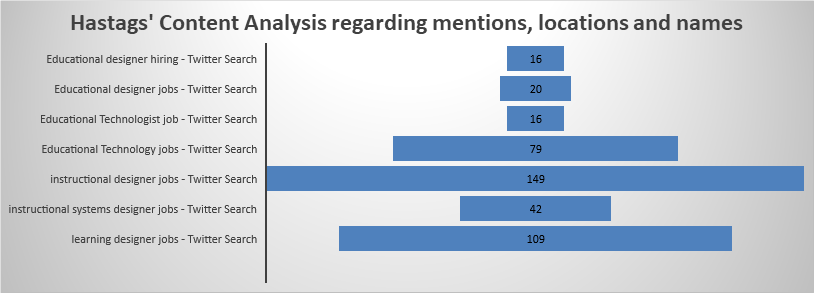 Hastags' Content Analysis regarding mentions, locations and names
Educational designer hiring - Twitter Search 16
Educational designer jobs - Twitter Search 20
Educational Technologist job - Twitter Search 16
Educational Technology jobs - Twitter Search 79
instructional designer jobs - Twitter Search 149
instructional systems designer jobs - Twitter Search 42
learning designer jobs - Twitter Search 109